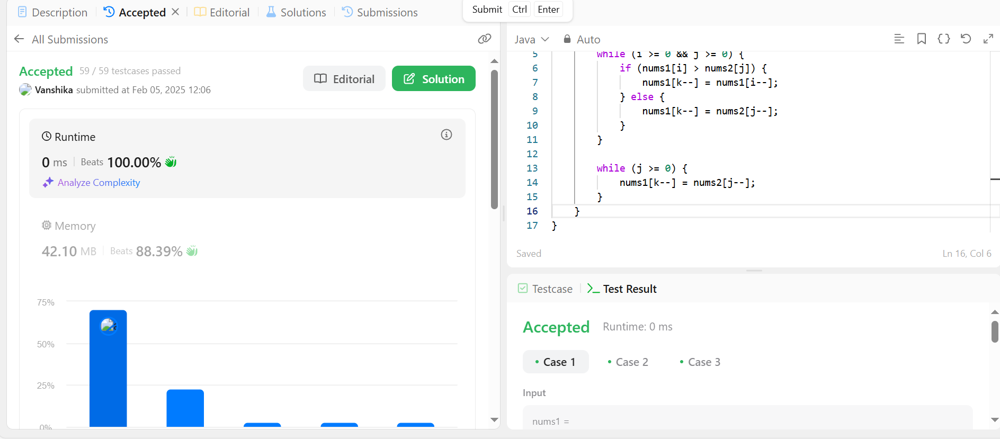 Description
Accepted
Editorial
Solutions
Submissions
Submit Ctrl Enter
All Submissions
Accepted 59 / 59 testcases passed
Vanshika submitted at Feb 05, 2025 12:06
Editorial
Solution
Runtime
0 ms Beats 100.00%
Analyze Complexity
Memory
42.10 MB Beats 88.39%
75%
50%
25%
0%
Java Auto
5 while (i >= 0 && j >= 0) {
6 if (nums1[i] > nums2[j]) {
7 nums1[k--] = nums1[i--];
8 } else {
9 nums1[k--] = nums2[j--];
10 }
11 }
12
13 while (j >= 0) {
14 nums1[k--] = nums2[j--];
15 }
16 }
17 }
Saved
Ln 16, Col 6
Testcase
Test Result
Accepted Runtime: 0 ms
Case 1
Case 2
Case 3
Input
nums1 =